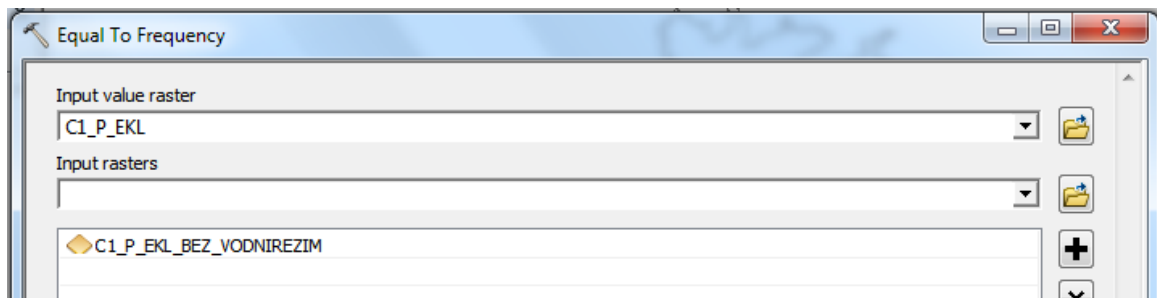 Equal To Frequency
Input value raster
C1_P_EKL
Input rasters
C1_P_EKL_BEZ_VODNIREZIM